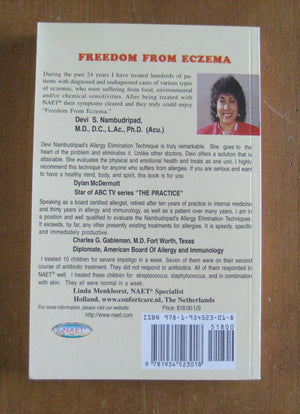 FREEDOM FROM ECZEMA
During the past 24 years I have treated hundreds of pa-
tients with diagnosed and undiagnosed cases of various types
of eczemas, who were suffering from food, environmental
and/or chemical sensitivities. After being treated with
NAET® their symptoms cleared and they truly could enjoy
"Freedom From Eczema."
Devi S. Nambudripad,
M.D., D.C., L.Ac., Ph.D. (Acu.)
Devi Nambudripad's Allergy Elimination Technique is truly remarkable. She goes to the
heart of the problem and eliminates it. Unlike other doctors, Devi offers a solution that is
attainable. She evaluates the physical and emotional health and treats as one unit. I highly
recommend this technique for anyone who suffers from allergies. If you are serious and want
to have a healthy mind, body, and spirit, this book is for you.
Dylan McDermott
Star of ABC TV series "THE PRACTICE"
Speaking as a board certified allergist, retired after ten years of practice in internal medicine
and thirty years in allergy and immunology, as well as a patient over many years. I am in
a position and well qualified to evaluate the Nambudripad's Allergy Elimination Techniques
It exceeds, by far, any other presently existing treatments for allergies. It is speedy, specific
and immediately productive.
Charles G. Gableman, M.D. Fort Worth, Texas
Diplomate, American Board Of Allergy and Immunology
I treated 10 children for severe impetigo in a week. Seven of them were on their second
course of antibiotic treatment. They do not respond to antibiotics. All of them responded to
NAET® well. I treated these children for streptococcus, staphylococcus, and in combination
with each. They all were normal in a week.
Linda Menkhorst, NAET® Specialist
Holland, www.comfortcare.nl, The Netherlands
For more information, please visit our website:
http:// www.naet.com
Price: $18.00 US
NAET
ISBN 978-1-934523-01-8
51800
9 781934 523018